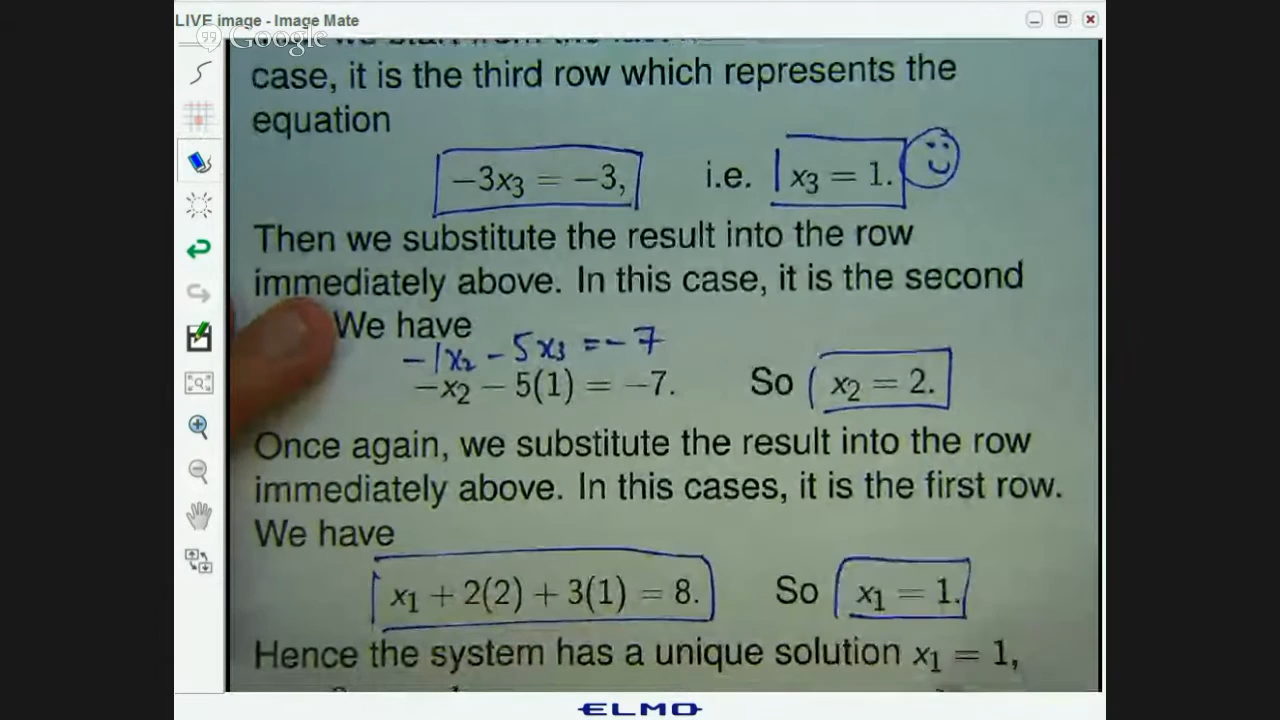 LIVE image - Image Mate
Google
case, it is the third row which represents the
equation
−3x₃ = −3, i.e. x₃ = 1.
Then we substitute the result into the row
immediately above. In this case, it is the second
We have
−1x₂ − 5x₃ = −7
−x₂ − 5(1) = −7. So x₂ = 2.
Once again, we substitute the result into the row
immediately above. In this cases, it is the first row.
We have
x₁ + 2(2) + 3(1) = 8. So x₁ = 1.
Hence the system has a unique solution x₁ = 1,
ELMO